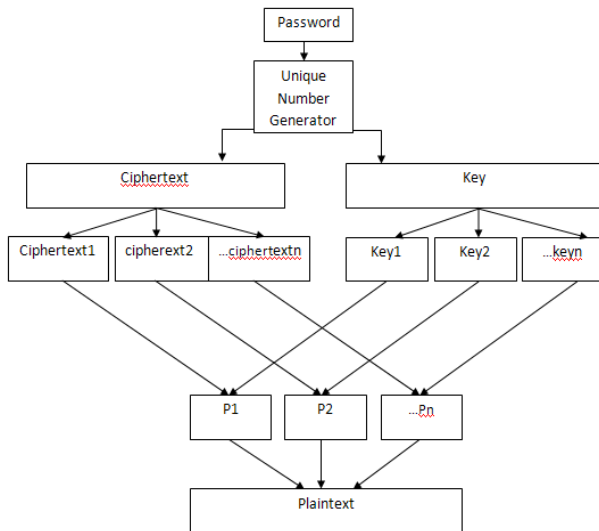 Password
Unique
Number
Generator
Ciphertext
Key
Ciphertext1
cipherext2
...ciphertextn
Key1
Key2
...keyn
P1
P2
...Pn
Plaintext